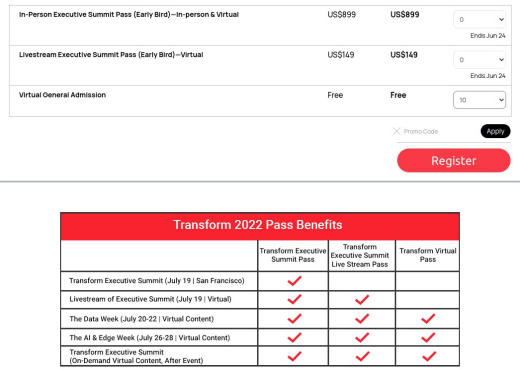 In-Person Executive Summit Pass (Early Bird)—In-person & Virtual US$899 US$899 0
Ends Jun 24
Livestream Executive Summit Pass (Early Bird)—Virtual US$149 US$149 0
Ends Jun 24
Virtual General Admission Free Free 10
Promo Code Apply
Register
Transform 2022 Pass Benefits
Transform Executive Summit Pass
Transform Executive Summit Live Stream Pass
Transform Virtual Pass
Transform Executive Summit (July 19 | San Francisco)
Livestream of Executive Summit (July 19 | Virtual)
The Data Week (July 20-22 | Virtual Content)
The AI & Edge Week (July 26-28 | Virtual Content)
Transform Executive Summit
(On-Demand Virtual Content, After Event)